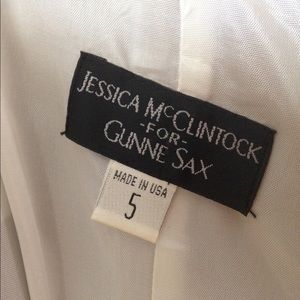 JESSICA MCCLINTOCK
-FOR-
GUNNE SAX
MADE IN USA
5